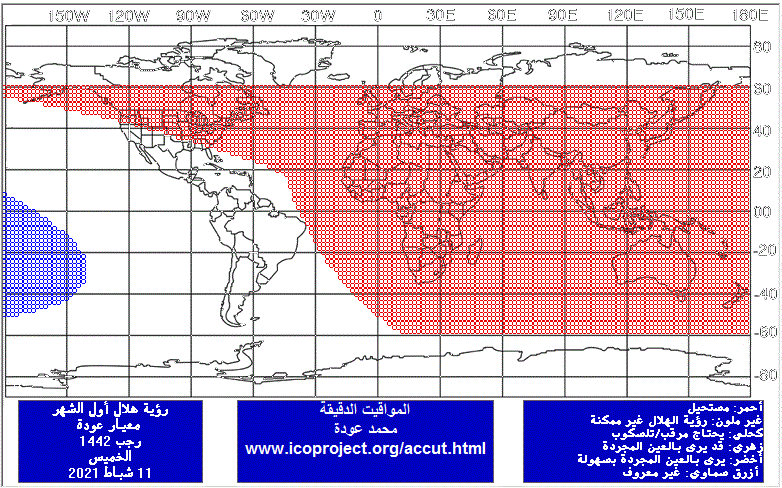 150W 120W 90W 60W 30W 0 30E 60E 90E 120E 150E 180E
80
60
40
20
00
-20
-40
-60
-80
رؤية هلال أول الشهر
معيار عودة
رجب 1442
الخميس
11 شباط 2021
المواقيت الدقيقة
محمد عودة
www.icoproject.org/accut.html
أحمر: مستحيل
غير ملون: رؤية الهلال غير ممكنة
كحلي: يحتاج مرقب/تلسكوب
زهري: قد يرى بالعين المجردة
أخضر: يرى بالعين المجردة بسهولة
أزرق سماوي: غير معروف